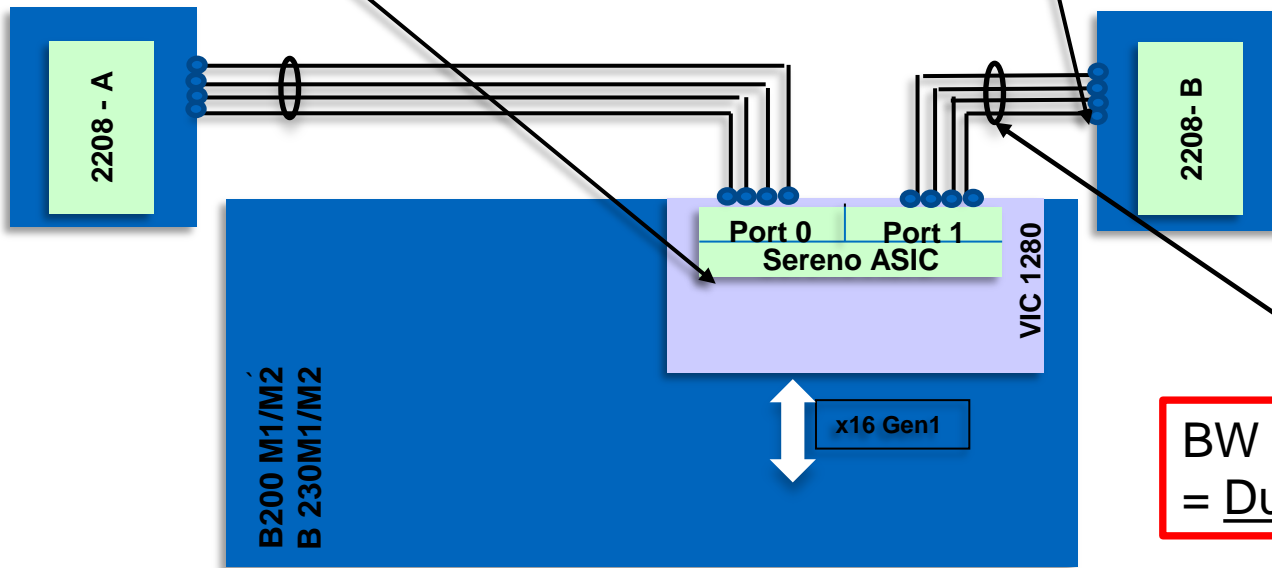 2208 - A
2208- B
Port 0
Port 1
Sereno ASIC
VIC 1280
B200 M1/M2
B 230M1/M2
x16 Gen1
BW
=